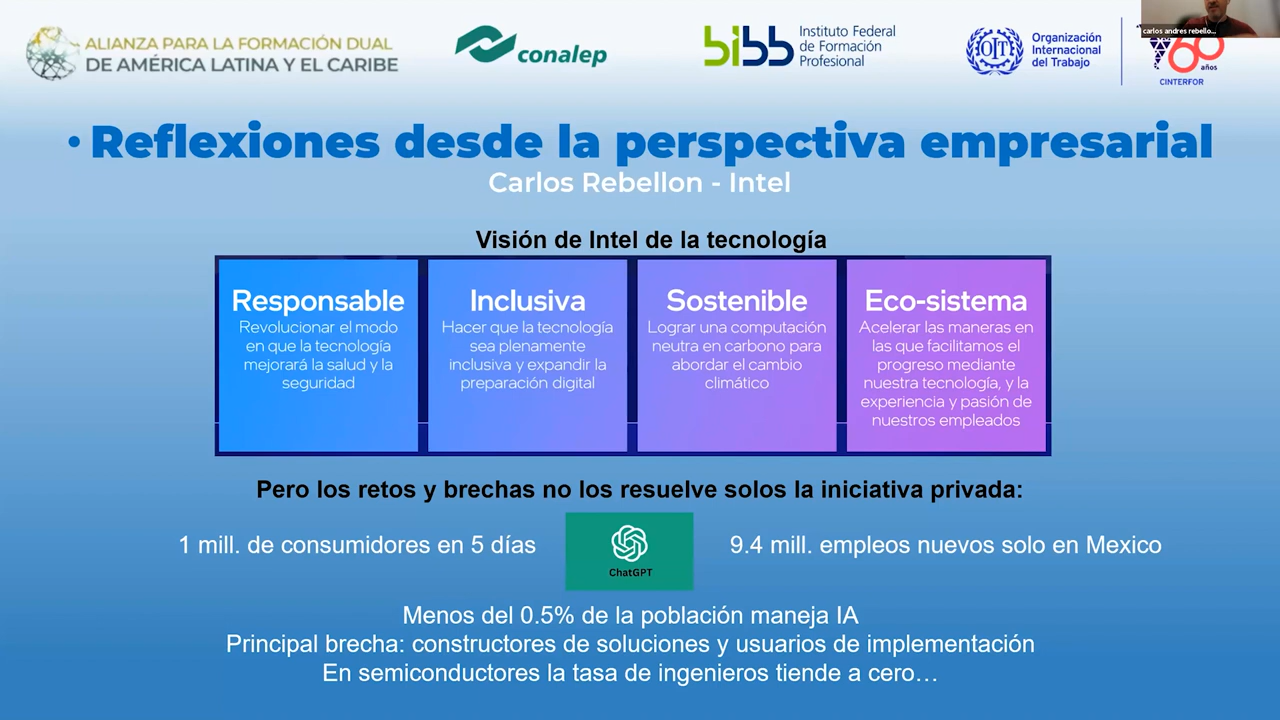 ALIANZA PARA LA FORMACIÓN DUAL
DE AMÉRICA LATINA Y EL CARIBE
conalep
bibb
Instituto Federal
de Formación
Profesional
OIT
Organización
Internacional
del Trabajo
carlos andres rebello...
60
años
CINTERFOR
• Reflexiones desde la perspectiva empresarial
Carlos Rebellon - Intel
Visión de Intel de la tecnología
Responsable
Revolucionar el modo
en que la tecnología
mejorará la salud y la
seguridad
Inclusiva
Hacer que la tecnología
sea plenamente
inclusiva y expandir la
preparación digital
Sostenible
Lograr una computación
neutra en carbono para
abordar el cambio
climático
Eco-sistema
Acelerar las maneras en
las que facilitamos el
progreso mediante
nuestra tecnología, y la
experiencia y pasión de
nuestros empleados
Pero los retos y brechas no los resuelve solos la iniciativa privada:
1 mill. de consumidores en 5 días
ChatGPT
9.4 mill. empleos nuevos solo en Mexico
Menos del 0.5% de la población maneja IA
Principal brecha: constructores de soluciones y usuarios de implementación
En semiconductores la tasa de ingenieros tiende a cero…